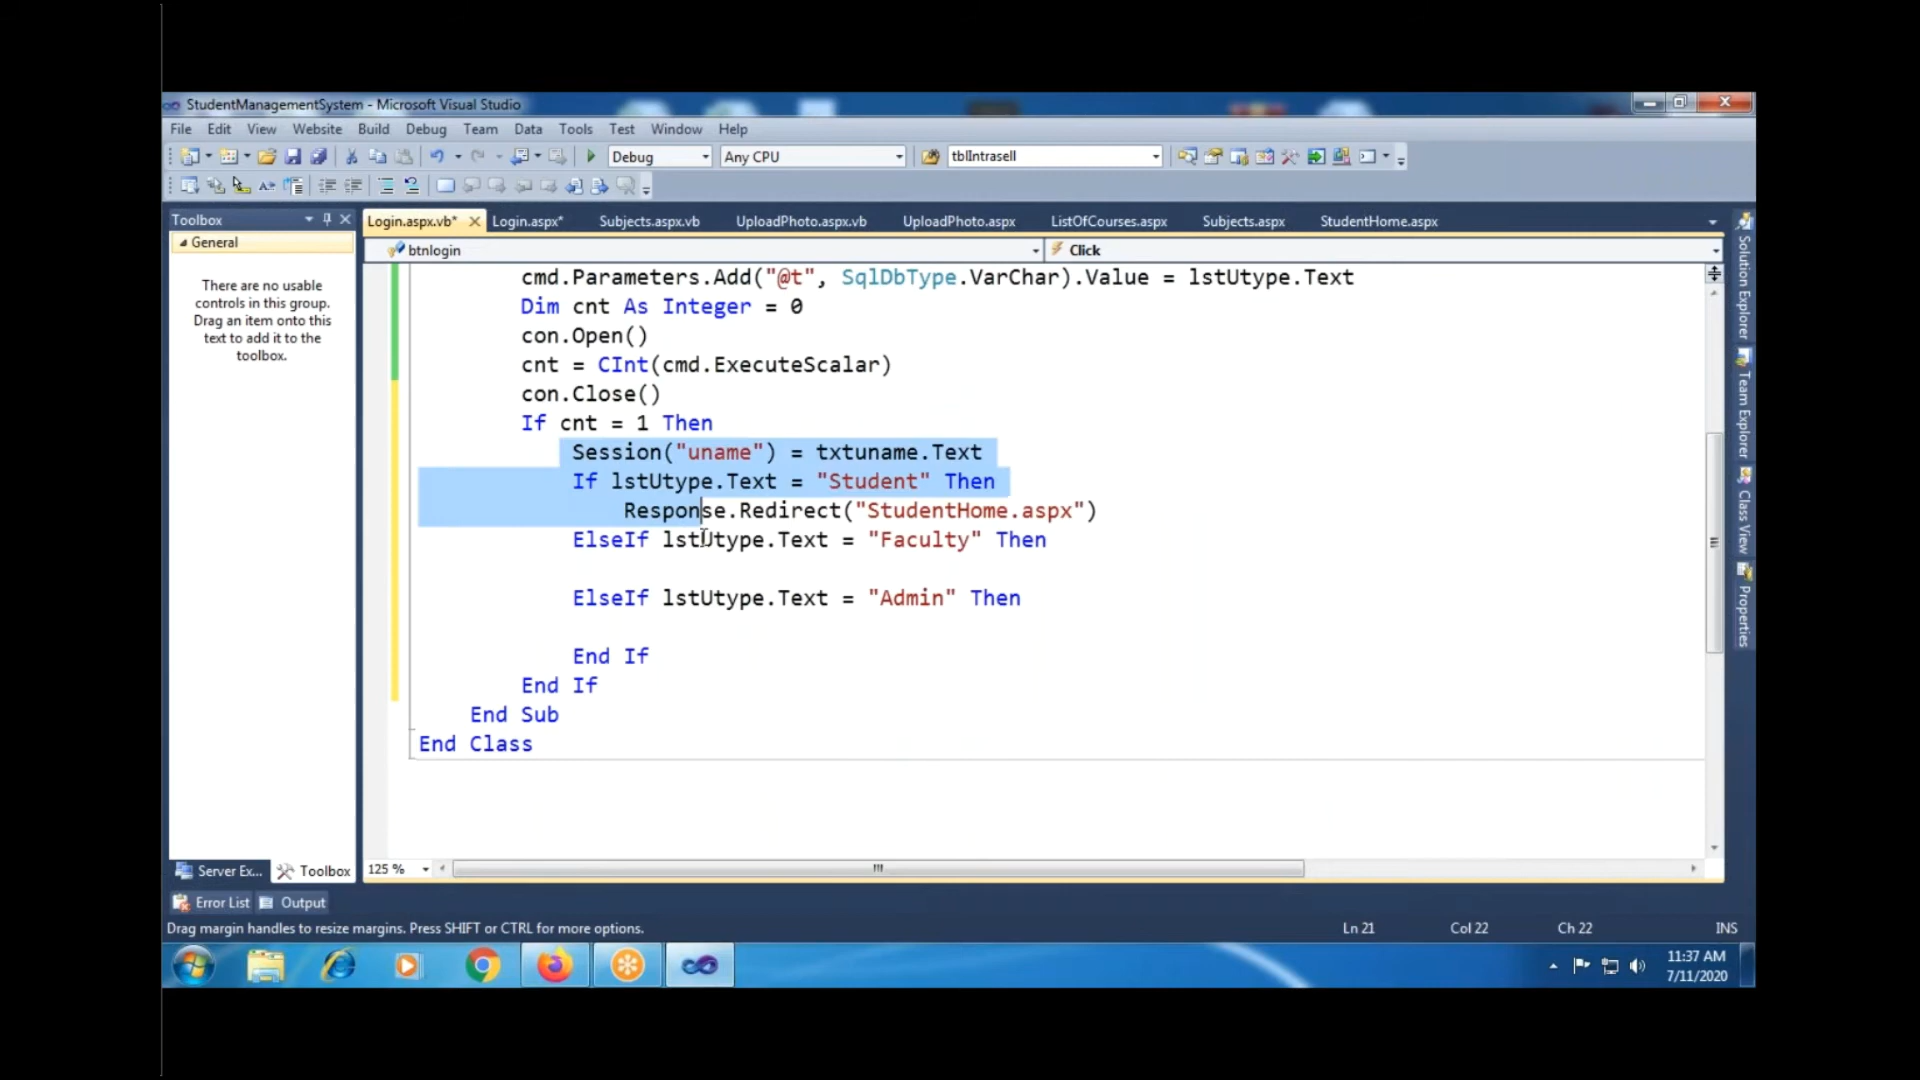 StudentManagementSystem - Microsoft Visual Studio
File Edit View Website Build Debug Team Data Tools Test Window Help
Debug Any CPU tblIntrasell
Toolbox
Login.aspx.vb* Login.aspx* Subjects.aspx.vb UploadPhoto.aspx.vb UploadPhoto.aspx ListOfCourses.aspx Subjects.aspx StudentHome.aspx
General
btnlogin Click
There are no usable
controls in this group.
Drag an item onto this
text to add it to the
toolbox.
cmd.Parameters.Add("@t", SqlDbType.VarChar).Value = lstUtype.Text
Dim cnt As Integer = 0
con.Open()
cnt = CInt(cmd.ExecuteScalar)
con.Close()
If cnt = 1 Then
Session("uname") = txtuname.Text
If lstUtype.Text = "Student" Then
Response.Redirect("StudentHome.aspx")
ElseIf lstUtype.Text = "Faculty" Then
ElseIf lstUtype.Text = "Admin" Then
End If
End If
End Sub
End Class
Solution Explorer
Team Explorer
Class View
Properties
Server Ex... Toolbox
125 %
Error List Output
Drag margin handles to resize margins. Press SHIFT or CTRL for more options.
Ln 21 Col 22 Ch 22 INS
11:37 AM
7/11/2020